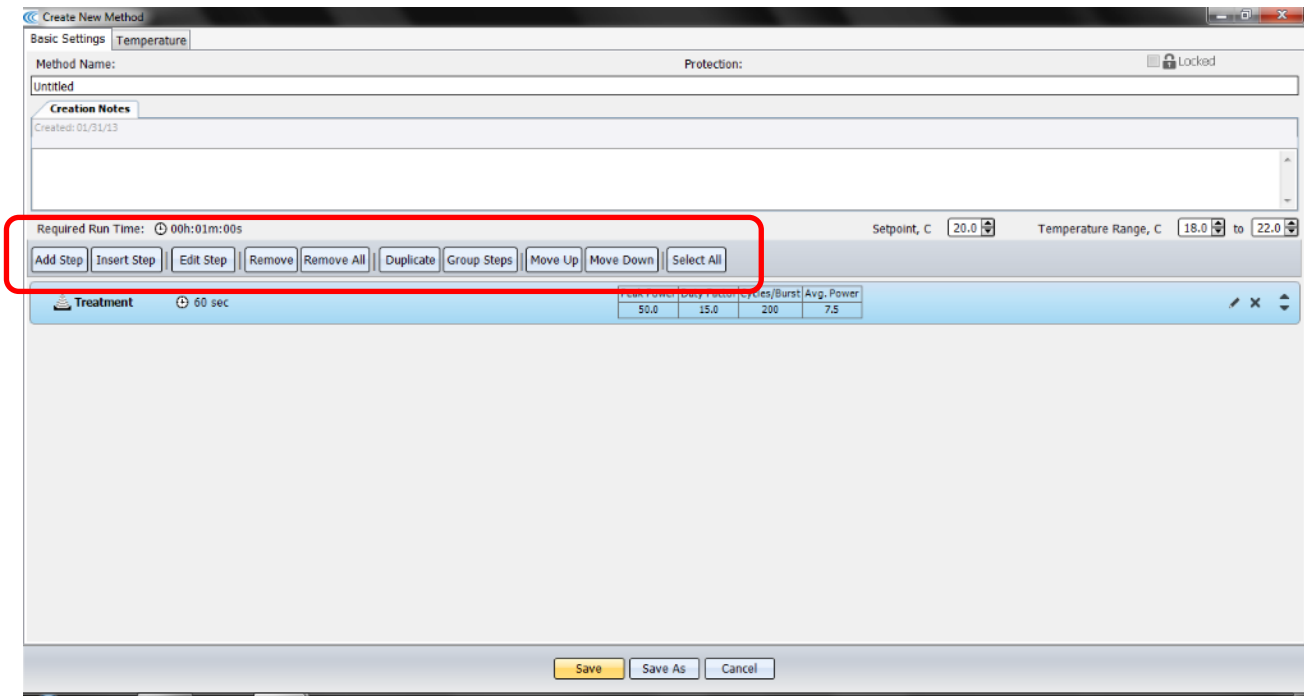 Create New Method
Basic Settings Temperature
Method Name: Protection: Locked
Untitled
Creation Notes
Created: 01/31/13
Required Run Time: 00h:01m:00s Setpoint, C 20.0 Temperature Range, C 18.0 to 22.0
Add Step Insert Step Edit Step Remove Remove All Duplicate Group Steps Move Up Move Down Select All
Treatment 60 sec Peak Power Duty Factor Cycles/Burst Avg. Power
50.0 15.0 200 7.5
Save Save As Cancel